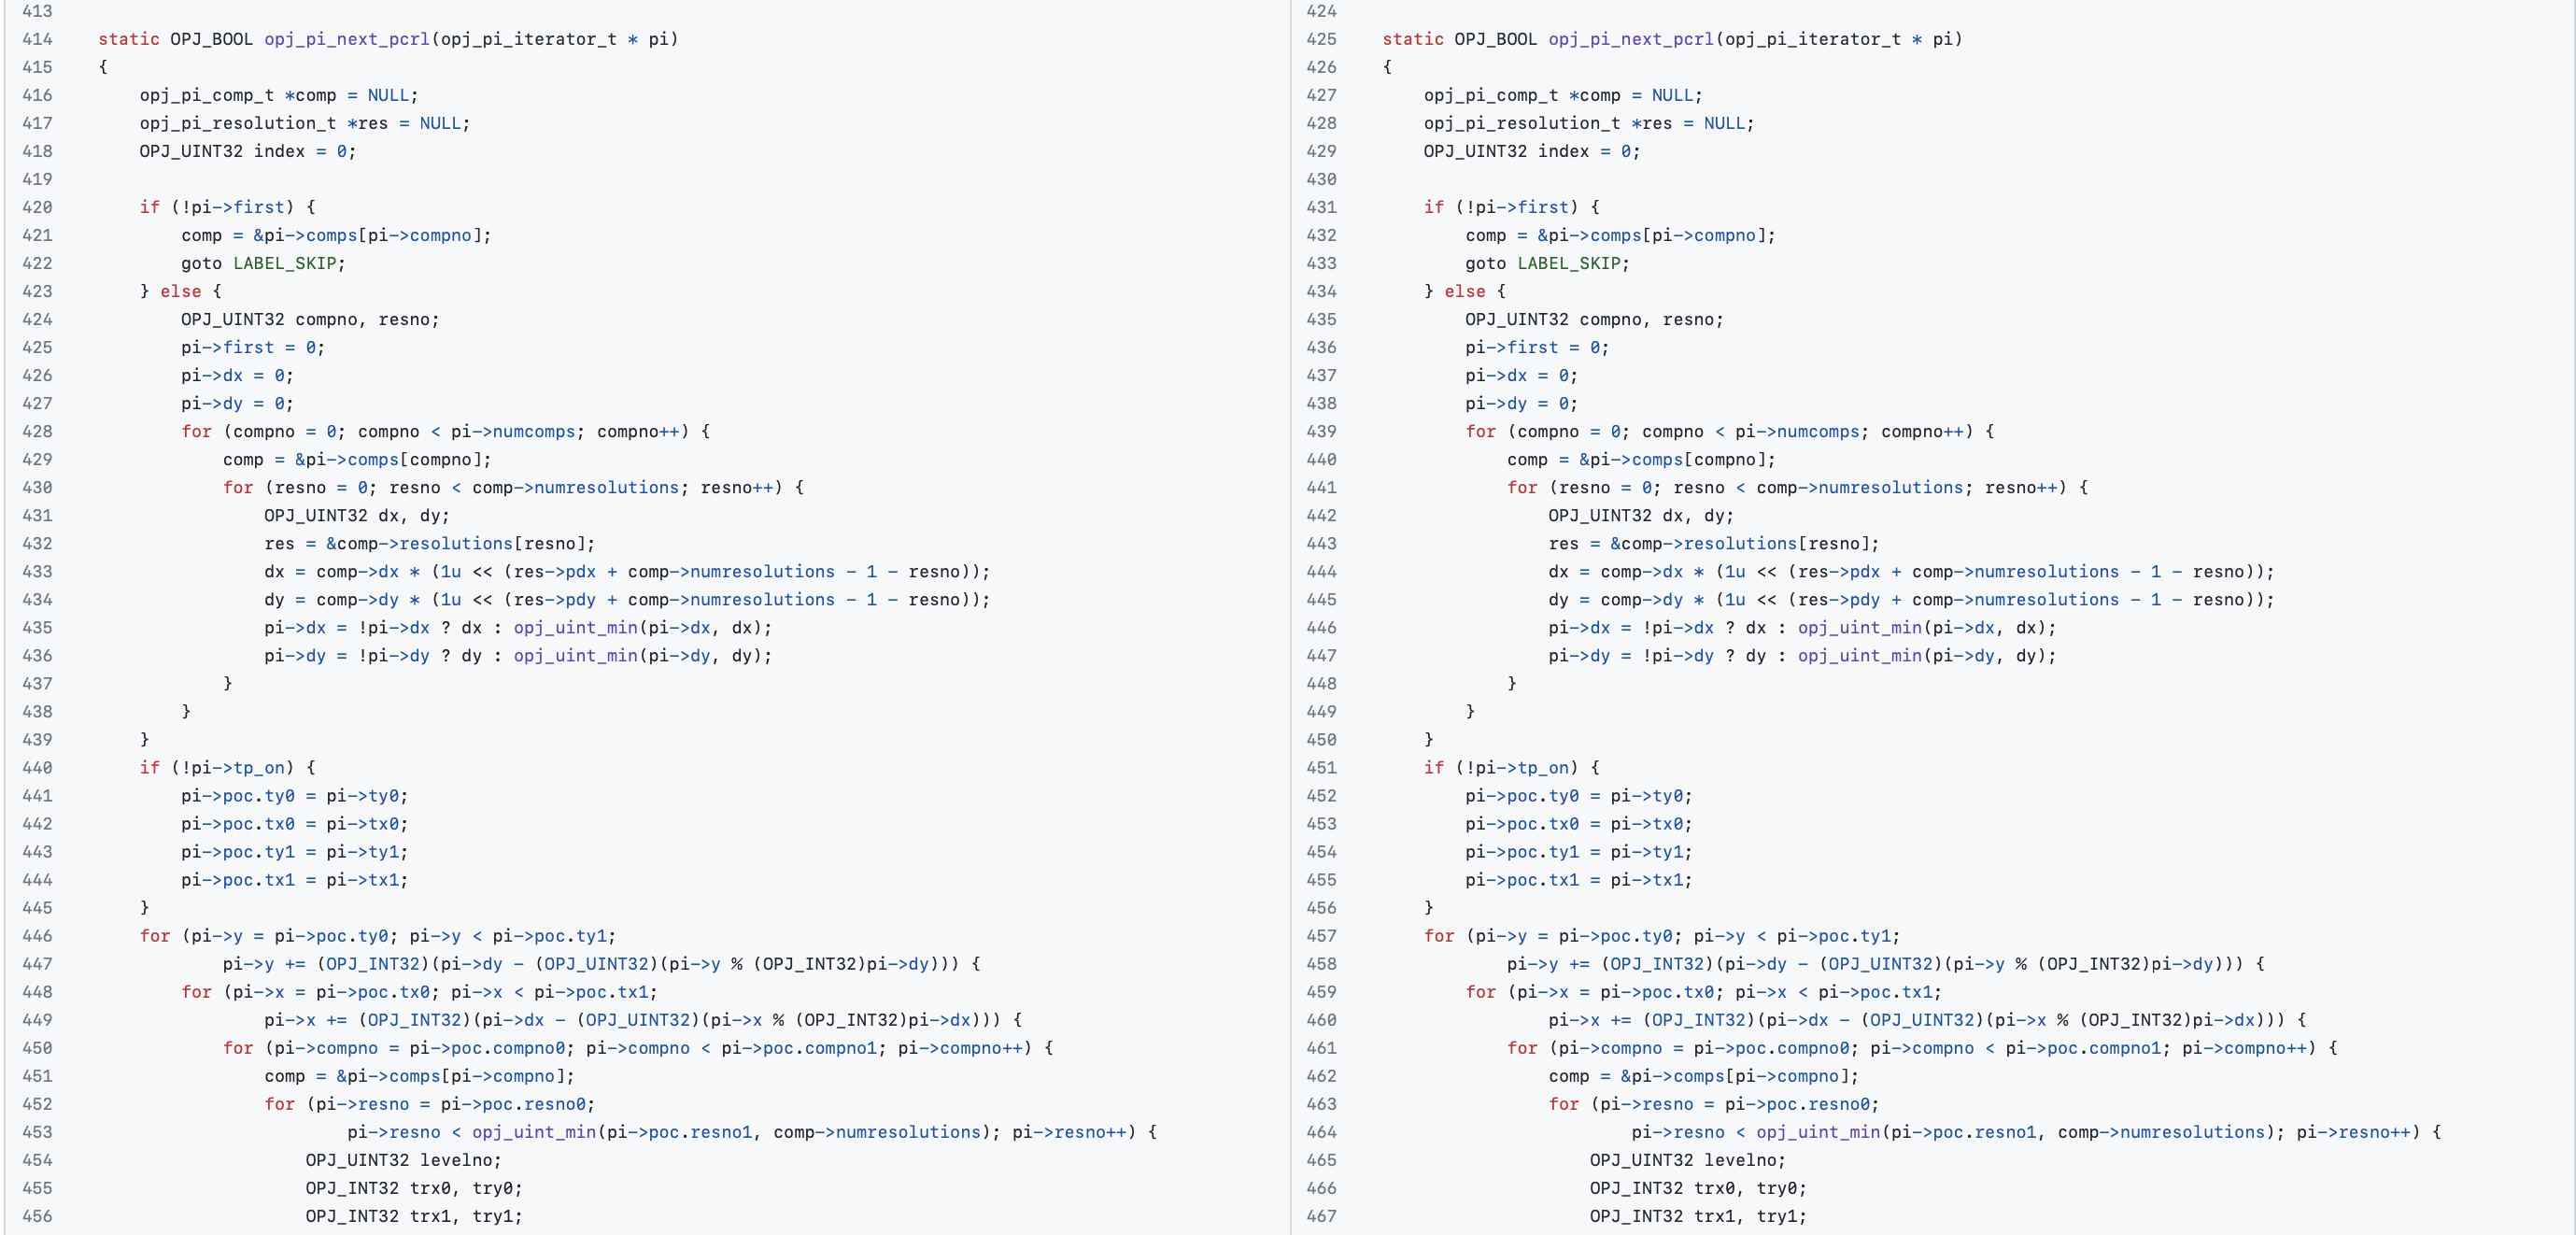 413
414 static OPJ_BOOL opj_pi_next_pcrl(opj_pi_iterator_t * pi)
415 {
416     opj_pi_comp_t *comp = NULL;
417     opj_pi_resolution_t *res = NULL;
418     OPJ_UINT32 index = 0;
419
420     if (!pi->first) {
421         comp = &pi->comps[pi->compno];
422         goto LABEL_SKIP;
423     } else {
424         OPJ_UINT32 compno, resno;
425         pi->first = 0;
426         pi->dx = 0;
427         pi->dy = 0;
428         for (compno = 0; compno < pi->numcomps; compno++) {
429             comp = &pi->comps[compno];
430             for (resno = 0; resno < comp->numresolutions; resno++) {
431                 OPJ_UINT32 dx, dy;
432                 res = &comp->resolutions[resno];
433                 dx = comp->dx * (1u << (res->pdx + comp->numresolutions - 1 - resno));
434                 dy = comp->dy * (1u << (res->pdy + comp->numresolutions - 1 - resno));
435                 pi->dx = !pi->dx ? dx : opj_uint_min(pi->dx, dx);
436                 pi->dy = !pi->dy ? dy : opj_uint_min(pi->dy, dy);
437             }
438         }
439     }
440     if (!pi->tp_on) {
441         pi->poc.ty0 = pi->ty0;
442         pi->poc.tx0 = pi->tx0;
443         pi->poc.ty1 = pi->ty1;
444         pi->poc.tx1 = pi->tx1;
445     }
446     for (pi->y = pi->poc.ty0; pi->y < pi->poc.ty1;
447             pi->y += (OPJ_INT32)(pi->dy - (OPJ_UINT32)(pi->y % (OPJ_INT32)pi->dy))) {
448         for (pi->x = pi->poc.tx0; pi->x < pi->poc.tx1;
449                 pi->x += (OPJ_INT32)(pi->dx - (OPJ_UINT32)(pi->x % (OPJ_INT32)pi->dx))) {
450             for (pi->compno = pi->poc.compno0; pi->compno < pi->poc.compno1; pi->compno++) {
451                 comp = &pi->comps[pi->compno];
452                 for (pi->resno = pi->poc.resno0;
453                         pi->resno < opj_uint_min(pi->poc.resno1, comp->numresolutions); pi->resno++) {
454                     OPJ_UINT32 levelno;
455                     OPJ_INT32 trx0, try0;
456                     OPJ_INT32 trx1, try1;
424
425 static OPJ_BOOL opj_pi_next_pcrl(opj_pi_iterator_t * pi)
426 {
427     opj_pi_comp_t *comp = NULL;
428     opj_pi_resolution_t *res = NULL;
429     OPJ_UINT32 index = 0;
430
431     if (!pi->first) {
432         comp = &pi->comps[pi->compno];
433         goto LABEL_SKIP;
434     } else {
435         OPJ_UINT32 compno, resno;
436         pi->first = 0;
437         pi->dx = 0;
438         pi->dy = 0;
439         for (compno = 0; compno < pi->numcomps; compno++) {
440             comp = &pi->comps[compno];
441             for (resno = 0; resno < comp->numresolutions; resno++) {
442                 OPJ_UINT32 dx, dy;
443                 res = &comp->resolutions[resno];
444                 dx = comp->dx * (1u << (res->pdx + comp->numresolutions - 1 - resno));
445                 dy = comp->dy * (1u << (res->pdy + comp->numresolutions - 1 - resno));
446                 pi->dx = !pi->dx ? dx : opj_uint_min(pi->dx, dx);
447                 pi->dy = !pi->dy ? dy : opj_uint_min(pi->dy, dy);
448             }
449         }
450     }
451     if (!pi->tp_on) {
452         pi->poc.ty0 = pi->ty0;
453         pi->poc.tx0 = pi->tx0;
454         pi->poc.ty1 = pi->ty1;
455         pi->poc.tx1 = pi->tx1;
456     }
457     for (pi->y = pi->poc.ty0; pi->y < pi->poc.ty1;
458             pi->y += (OPJ_INT32)(pi->dy - (OPJ_UINT32)(pi->y % (OPJ_INT32)pi->dy))) {
459         for (pi->x = pi->poc.tx0; pi->x < pi->poc.tx1;
460                 pi->x += (OPJ_INT32)(pi->dx - (OPJ_UINT32)(pi->x % (OPJ_INT32)pi->dx))) {
461             for (pi->compno = pi->poc.compno0; pi->compno < pi->poc.compno1; pi->compno++) {
462                 comp = &pi->comps[pi->compno];
463                 for (pi->resno = pi->poc.resno0;
464                         pi->resno < opj_uint_min(pi->poc.resno1, comp->numresolutions); pi->resno++) {
465                     OPJ_UINT32 levelno;
466                     OPJ_INT32 trx0, try0;
467                     OPJ_INT32 trx1, try1;